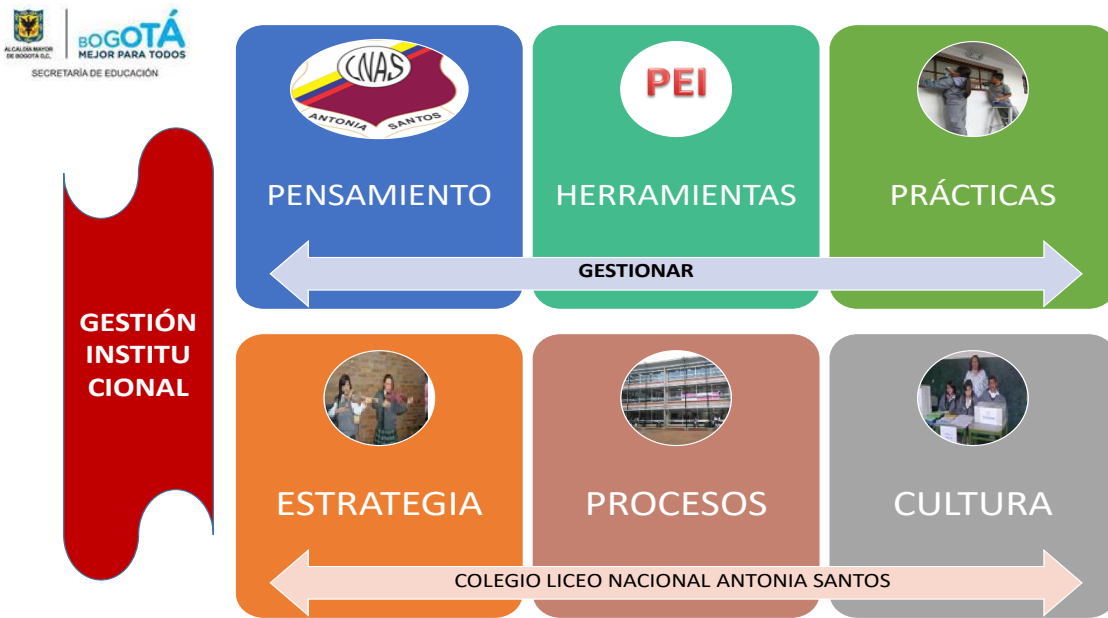 ALCALDÍA MAYOR
DE BOGOTÁ D.C.
BOGOTÁ
MEJOR PARA TODOS
SECRETARÍA DE EDUCACIÓN
GESTIÓN
INSTITU
CIONAL
LNAS
ANTONIA SANTOS
PENSAMIENTO
PEI
HERRAMIENTAS
PRÁCTICAS
GESTIONAR
ESTRATEGIA
PROCESOS
CULTURA
COLEGIO LICEO NACIONAL ANTONIA SANTOS